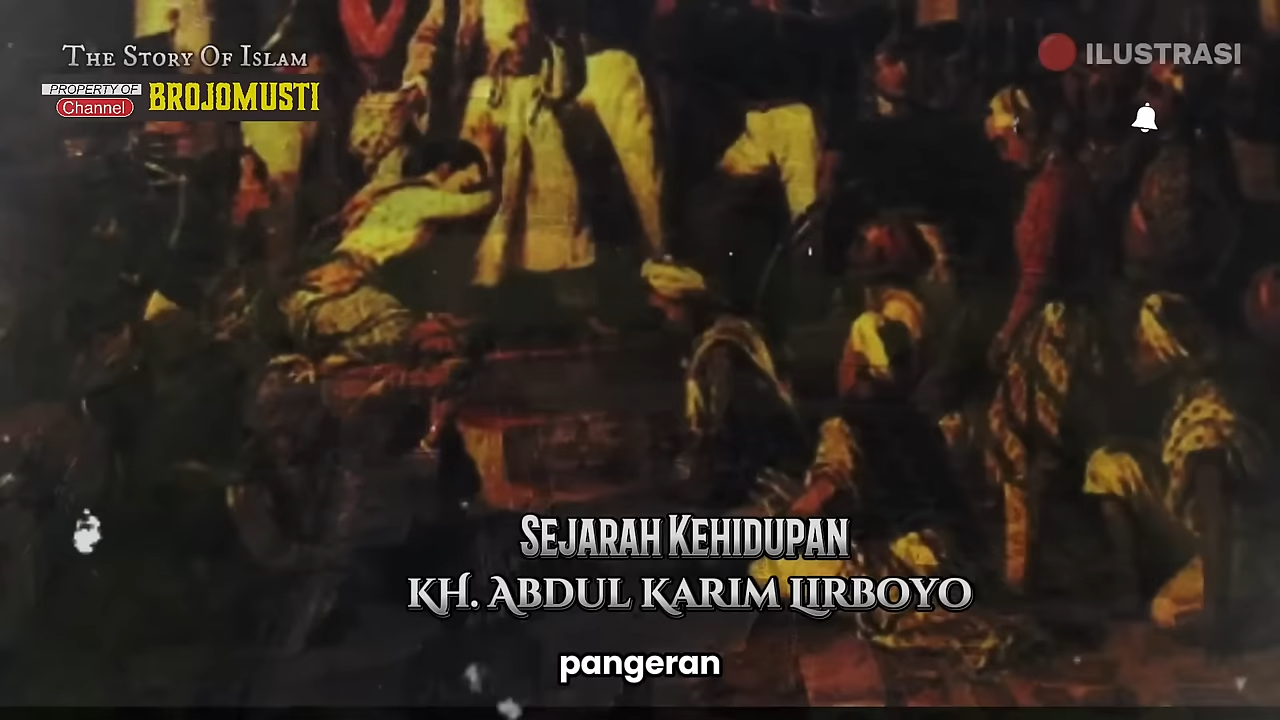 The Story Of Islam
PROPERTY OF
Channel
BROJOMUSTI
ILUSTRASI
Sejarah Kehidupan
KH. Abdul Karim Lirboyo
pangeran